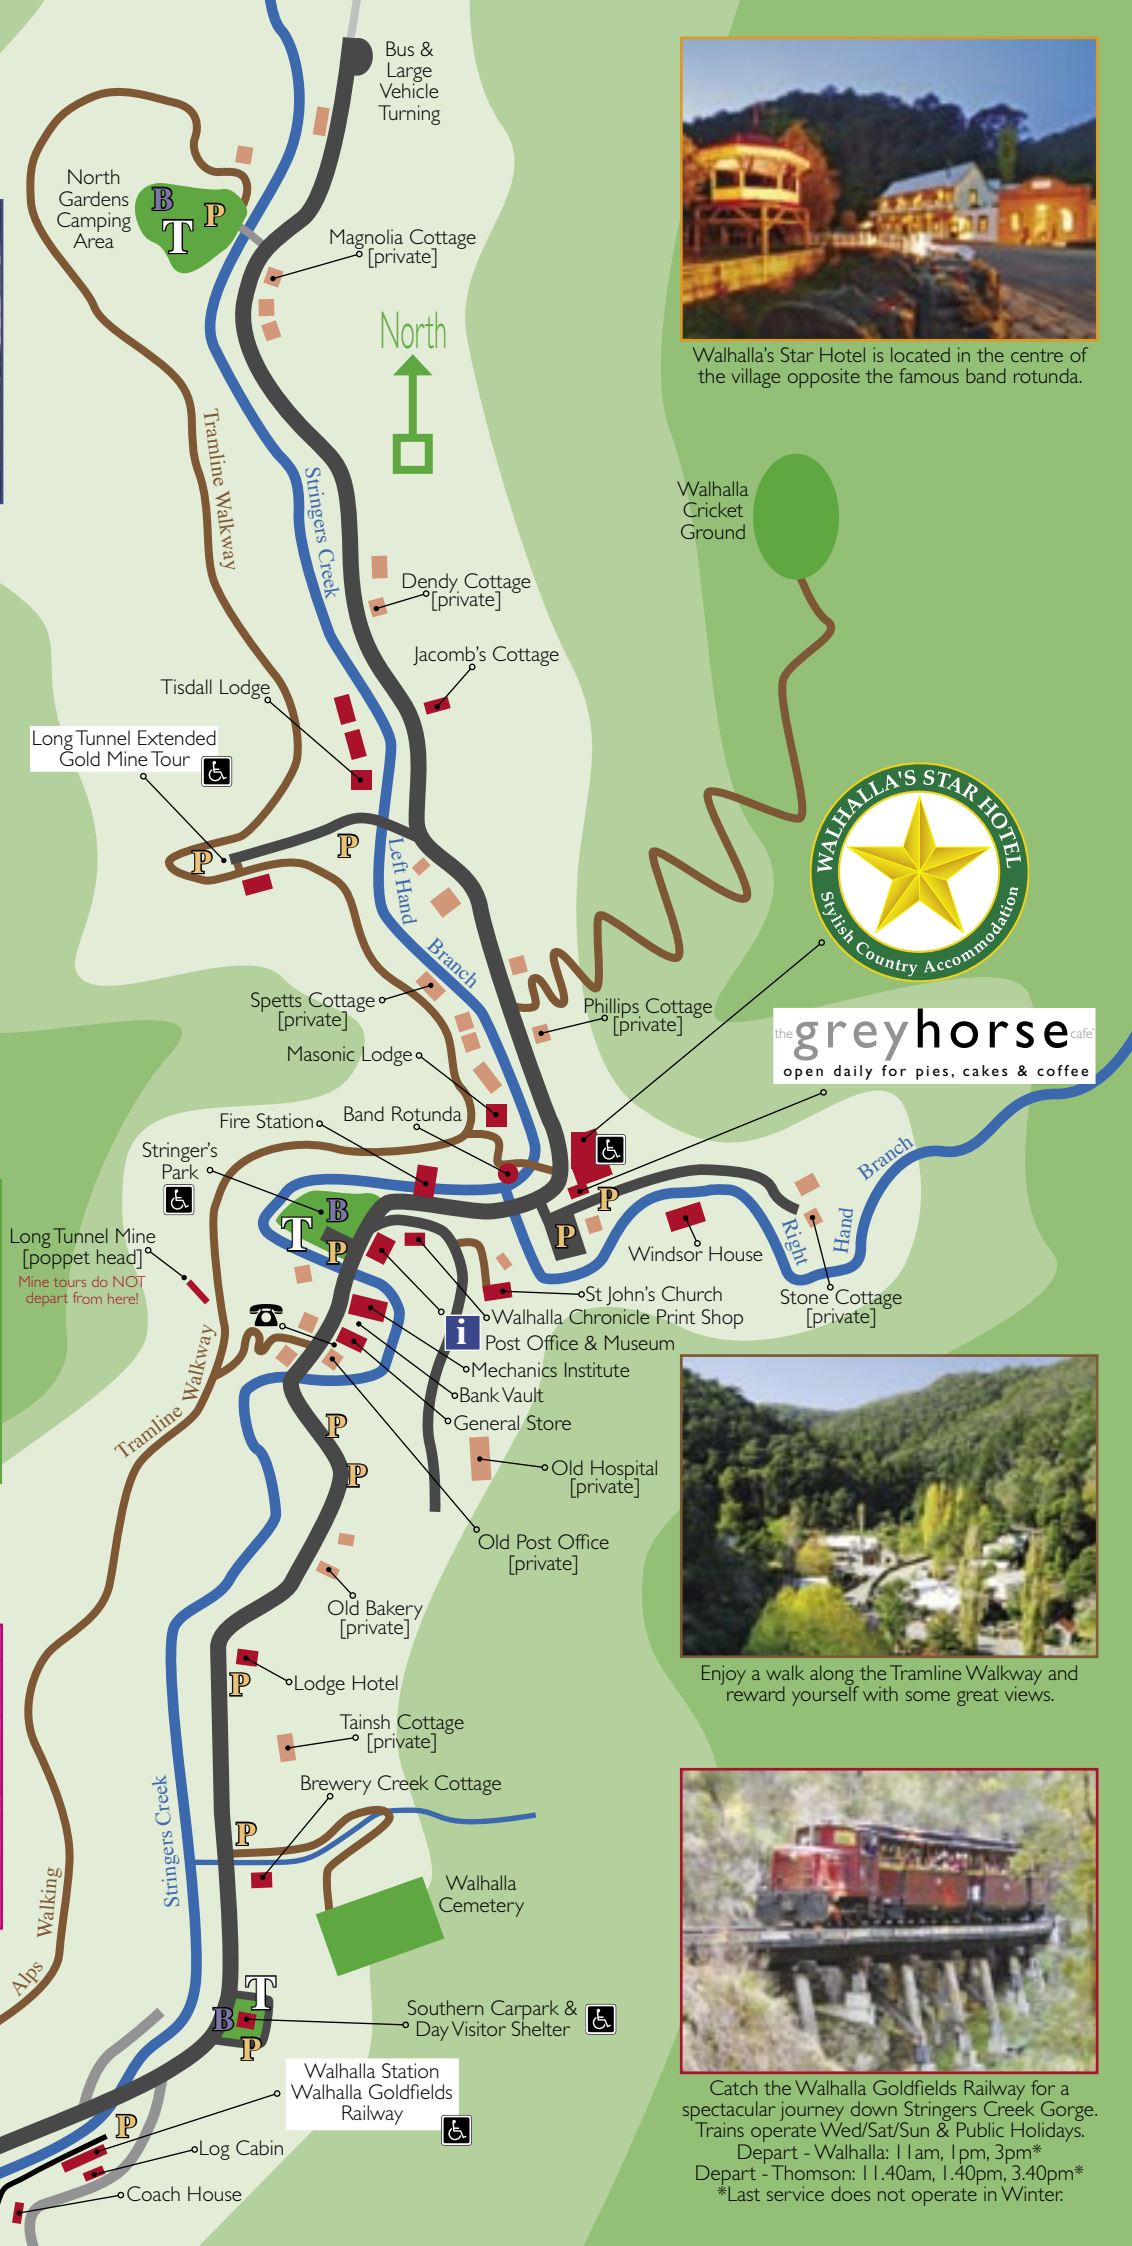 Bus &
Large
Vehicle
Turning
North
Gardens
Camping
Area
B
P
T
Magnolia Cottage
[private]
North
Walhalla's Star Hotel is located in the centre of
the village opposite the famous band rotunda.
Tramline Walkway
Stringers Creek
Walhalla
Cricket
Ground
Dendy Cottage
[private]
Jacomb's Cottage
Tisdall Lodge
Long Tunnel Extended
Gold Mine Tour
P
P
Left Hand
Branch
WALHALLA'S STAR HOTEL
Stylish Country Accommodation
Spetts Cottage
[private]
Phillips Cottage
[private]
the greyhorse cafe
open daily for pies, cakes & coffee
Masonic Lodge
Fire Station
Band Rotunda
Stringer's
Park
B
T
P
P
P
Branch
Hand
Right
Long Tunnel Mine
[poppet head]
Mine tours do NOT
depart from here!
Windsor House
St John's Church
Stone Cottage
[private]
Walhalla Chronicle Print Shop
i
Post Office & Museum
Mechanics Institute
Bank Vault
General Store
Tramline Walkway
P
P
Old Hospital
[private]
Old Post Office
[private]
Old Bakery
[private]
Enjoy a walk along the Tramline Walkway and
reward yourself with some great views.
P
Lodge Hotel
Tainsh Cottage
[private]
Brewery Creek Cottage
Stringers Creek
P
Walhalla
Cemetery
Alps Walking
T
B
P
Southern Carpark &
Day Visitor Shelter
Walhalla Station
Walhalla Goldfields
Railway
P
Log Cabin
Coach House
Catch the Walhalla Goldfields Railway for a
spectacular journey down Stringers Creek Gorge.
Trains operate Wed/Sat/Sun & Public Holidays.
Depart - Walhalla: 11am, 1pm, 3pm*
Depart - Thomson: 11.40am, 1.40pm, 3.40pm*
*Last service does not operate in Winter.